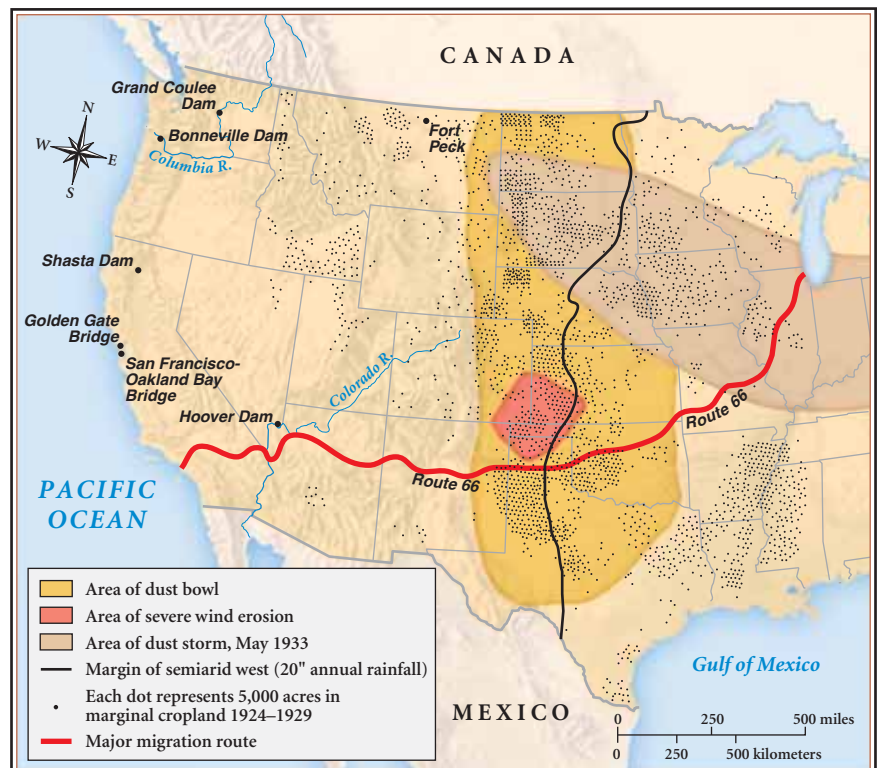 CANADA
Grand Coulee
Dam
N
W
E
S
Bonneville Dam
Columbia R.
Fort
Peck
Shasta Dam
Golden Gate
Bridge
San Francisco-
Oakland Bay
Bridge
Colorado R.
Hoover Dam
Route 66
Route 66
PACIFIC
OCEAN
Area of dust bowl
Area of severe wind erosion
Area of dust storm, May 1933
Margin of semiarid west (20" annual rainfall)
Each dot represents 5,000 acres in
marginal cropland 1924–1929
Major migration route
Gulf of Mexico
MEXICO
0 250 500 miles
0 250 500 kilometers